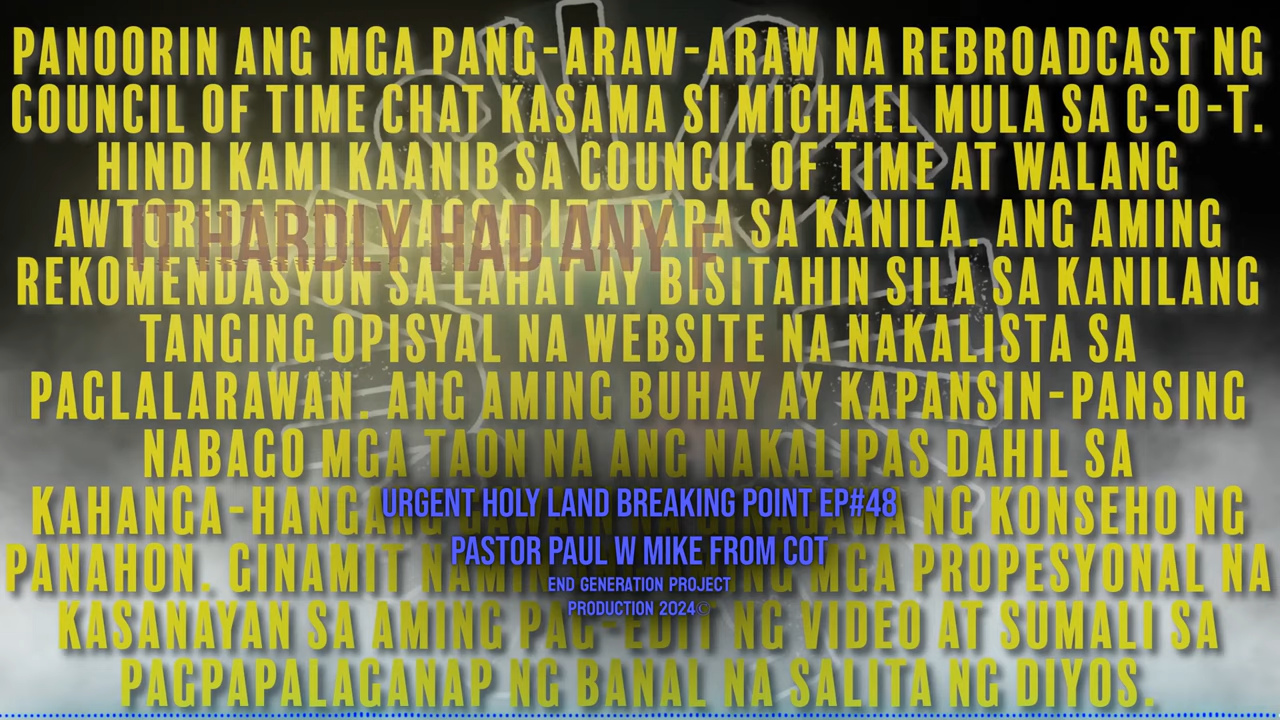 PANOORIN ANG MGA PANG-ARAW-ARAW NA REBROADCAST NG
COUNCIL OF TIME CHAT KASAMA SI MICHAEL MULA SA C-O-T.
HINDI KAMI KAANIB SA COUNCIL OF TIME AT WALANG
SA KANILA. ANG AMING
IT HARDLY HAD ANY F
REKOMENDASYON SA LAHAT AY BISITAHIN SILA SA KANILANG
TANGING OPISYAL NA WEBSITE NA NAKALISTA SA
PAGLALARAWAN. ANG AMING BUHAY AY KAPANSIN-PANSING
NABAGO MGA TAON NA ANG NAKALIPAS DAHIL SA
NG KONSEHO NG
URGENT HOLY LAND BREAKING POINT EP#48
PASTOR PAUL W MIKE FROM COT
PANAHON. GINAMIT MGA PROPESYONAL NA
END GENERATION PROJECT
PRODUCTION 2024©
KASANAYAN SA AMING PAG-EDIT NG VIDEO AT SUMALI SA
PAGPAPALAGANAP NG BANAL NA SALITA NG DIYOS.